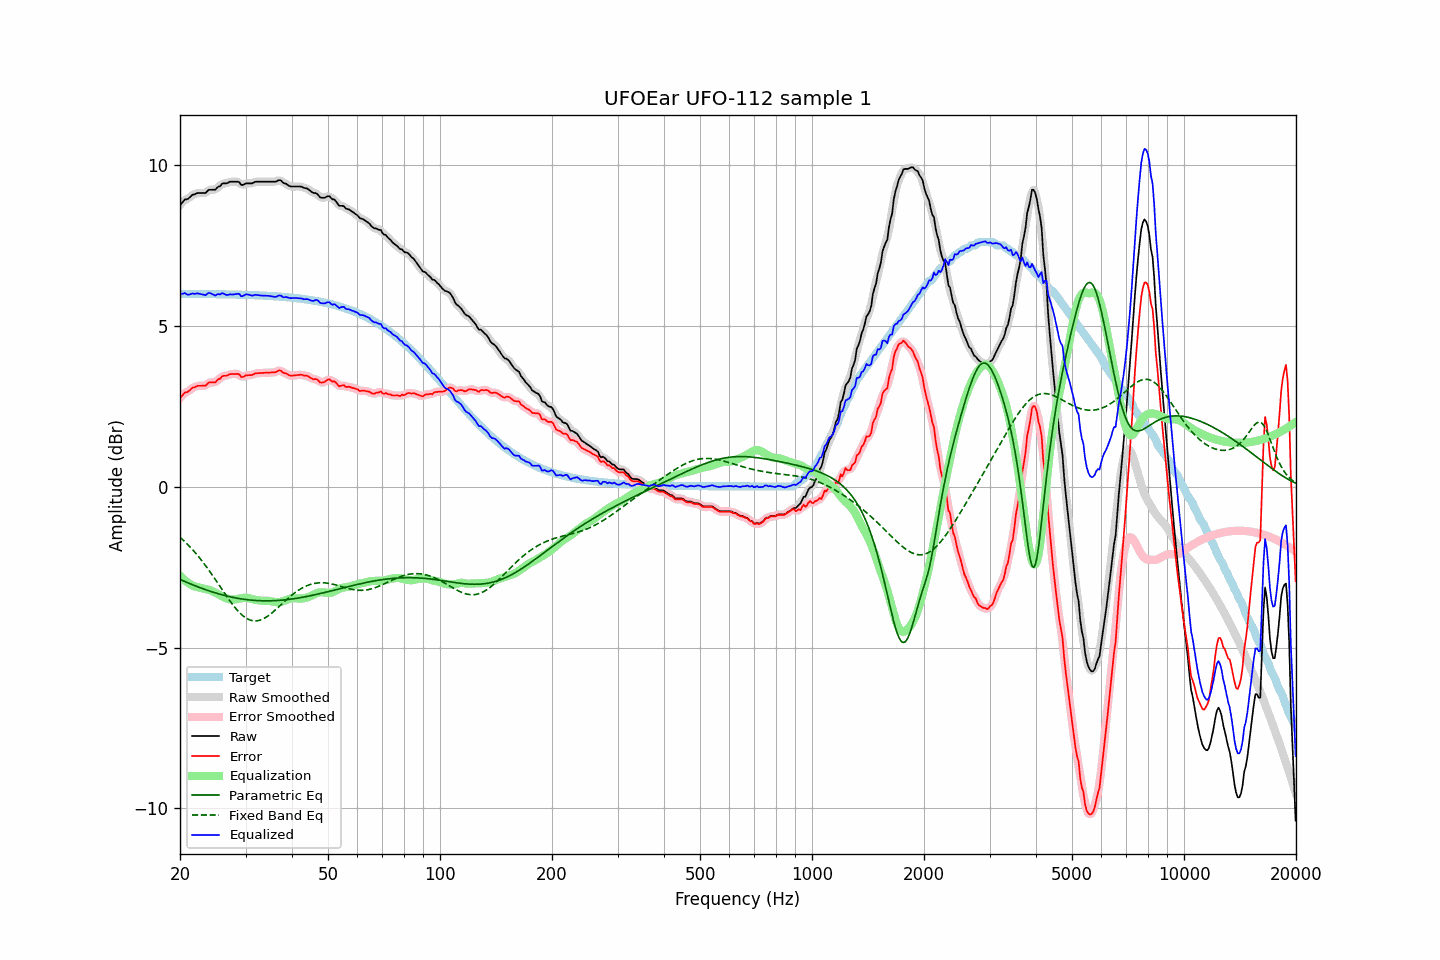 UFOEar UFO-112 sample 1
Amplitude (dBr)
10
5
0
−5
−10
Target
Raw Smoothed
Error Smoothed
Raw
Error
Equalization
Parametric Eq
Fixed Band Eq
Equalized
20 50 100 200 500 1000 2000 5000 10000 20000
Frequency (Hz)